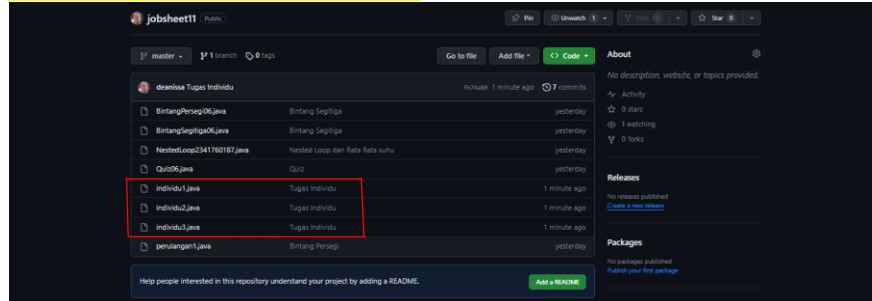 jobsheet11 Public
Pin Unwatch 1 Fork 0 Star 0
master 1 branch 0 tags Go to file Add file Code
About
No description, website, or topics provided.
deanissa Tugas Individu 1 minute ago 7 commits
Activity
0 stars
1 watching
0 forks
BintangPersegi06.java Bintang Segitiga yesterday
BintangSegitiga06.java Bintang Segitiga yesterday
NestedLoop2341760187.java Nested Loop dan Rata Rata suhu yesterday
Quiz06.java Quiz yesterday
individu1.java Tugas Individu 1 minute ago
individu2.java Tugas Individu 1 minute ago
individu3.java Tugas Individu 1 minute ago
perulangan1.java Bintang Persegi yesterday
Releases
No releases published
Create a new release
Packages
No packages published
Publish your first package
Help people interested in this repository understand your project by adding a README.
Add a README